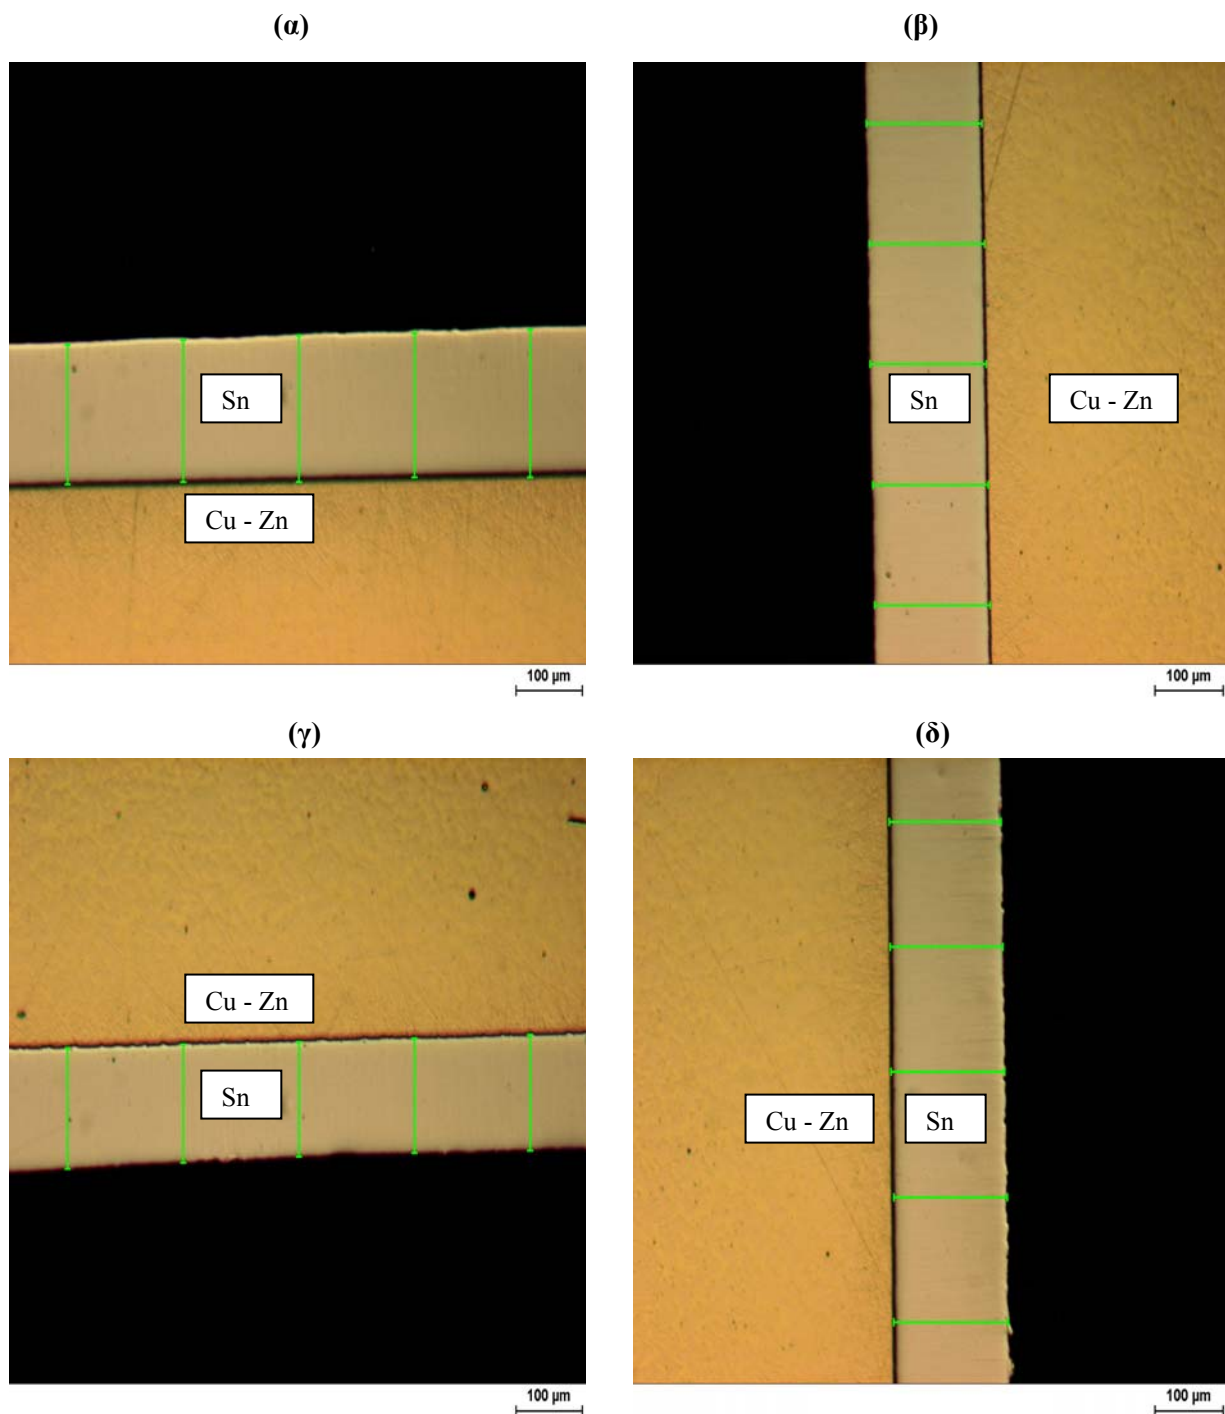 (α)
(β)
Sn
Cu - Zn
100 µm
Sn
Cu - Zn
100 µm
(γ)
(δ)
Cu - Zn
Sn
100 µm
Cu - Zn
Sn
100 µm